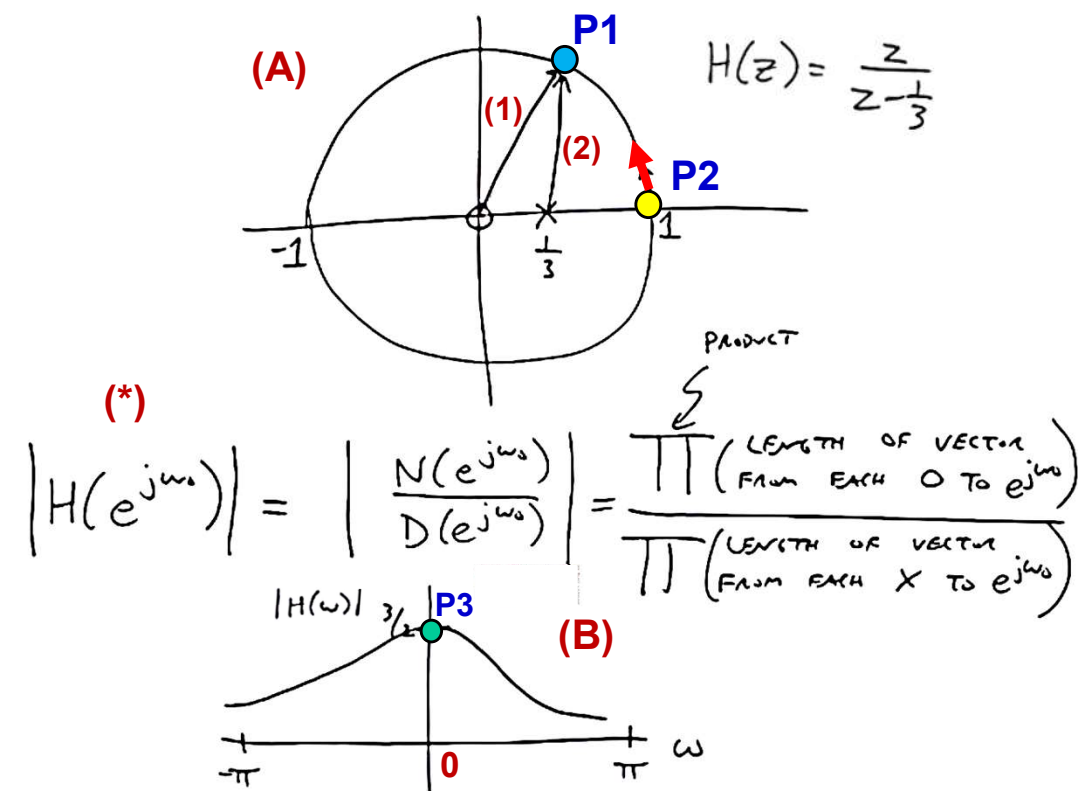 P1
(A)
H(z) = z / (z - 1/3)
(1)
(2)
P2
-1
1/3
1
PRODUCT
(*)
|H(e^{jω₀})| = | N(e^{jω₀}) / D(e^{jω₀}) | = ∏ (LENGTH OF VECTOR FROM EACH O TO e^{jω₀}) / ∏ (LENGTH OF VECTOR FROM EACH X TO e^{jω₀})
|H(ω)| 3/2 P3
(B)
-π 0 π ω